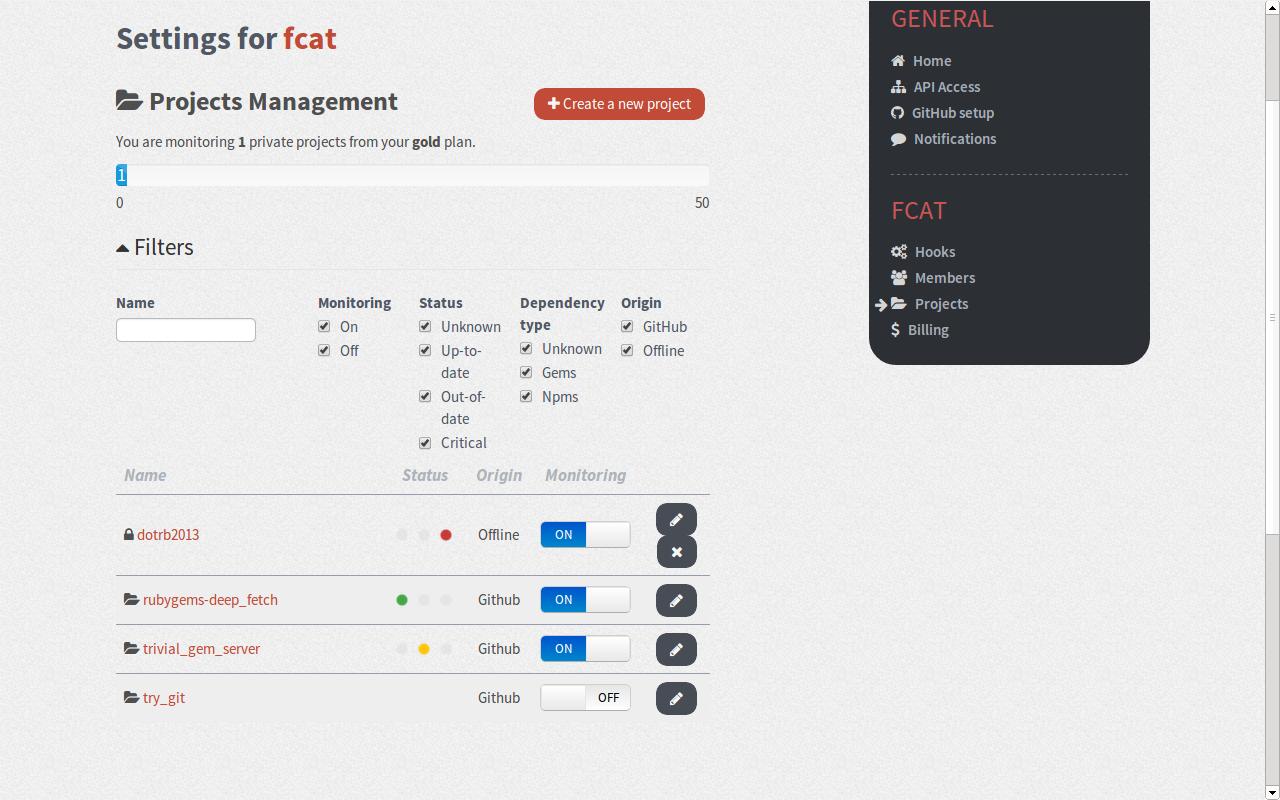 Settings for fcat
Projects Management
Create a new project
You are monitoring 1 private projects from your gold plan.
1
0 50
Filters
Name
Monitoring
On
Off
Status
Unknown
Up-to-
date
Out-of-
date
Critical
Dependency
type
Unknown
Gems
Npms
Origin
GitHub
Offline
Name Status Origin Monitoring
dotrb2013 Offline ON
rubygems-deep_fetch Github ON
trivial_gem_server Github ON
try_git Github OFF
GENERAL
Home
API Access
GitHub setup
Notifications
FCAT
Hooks
Members
Projects
Billing